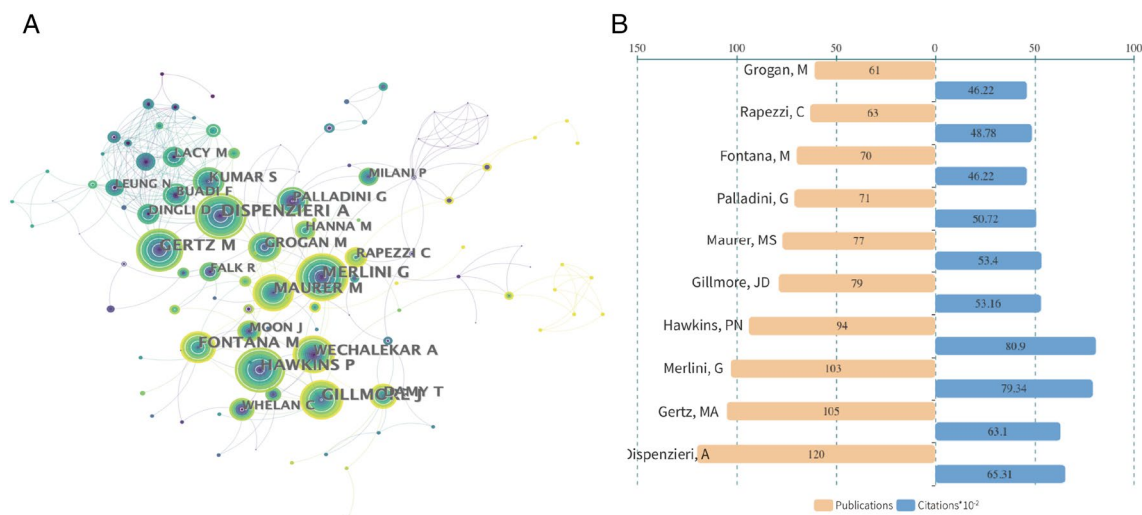 A
LACY M
LEUNG N
KUMAR S
BUADI F
DINGLI D
DISPENZIERI A
PALLADINI G
MILANI P
HANNA M
GERTZ M
GROGAN M
RAPEZZI C
FALK R
MERLINI G
MAURER M
MOON J
FONTANA M
WECHALEKAR A
HAWKINS P
GILLMORE J
DAMY T
WHELAN C
B
150 100 50 0 50 100
Grogan, M 61
46.22
Rapezzi, C 63
48.78
Fontana, M 70
46.22
Palladini, G 71
50.72
Maurer, MS 77
53.4
Gillmore, JD 79
53.16
Hawkins, PN 94
80.9
Merlini, G 103
79.34
Gertz, MA 105
63.1
Dispenzieri, A 120
65.31
Publications Citations*10⁻²